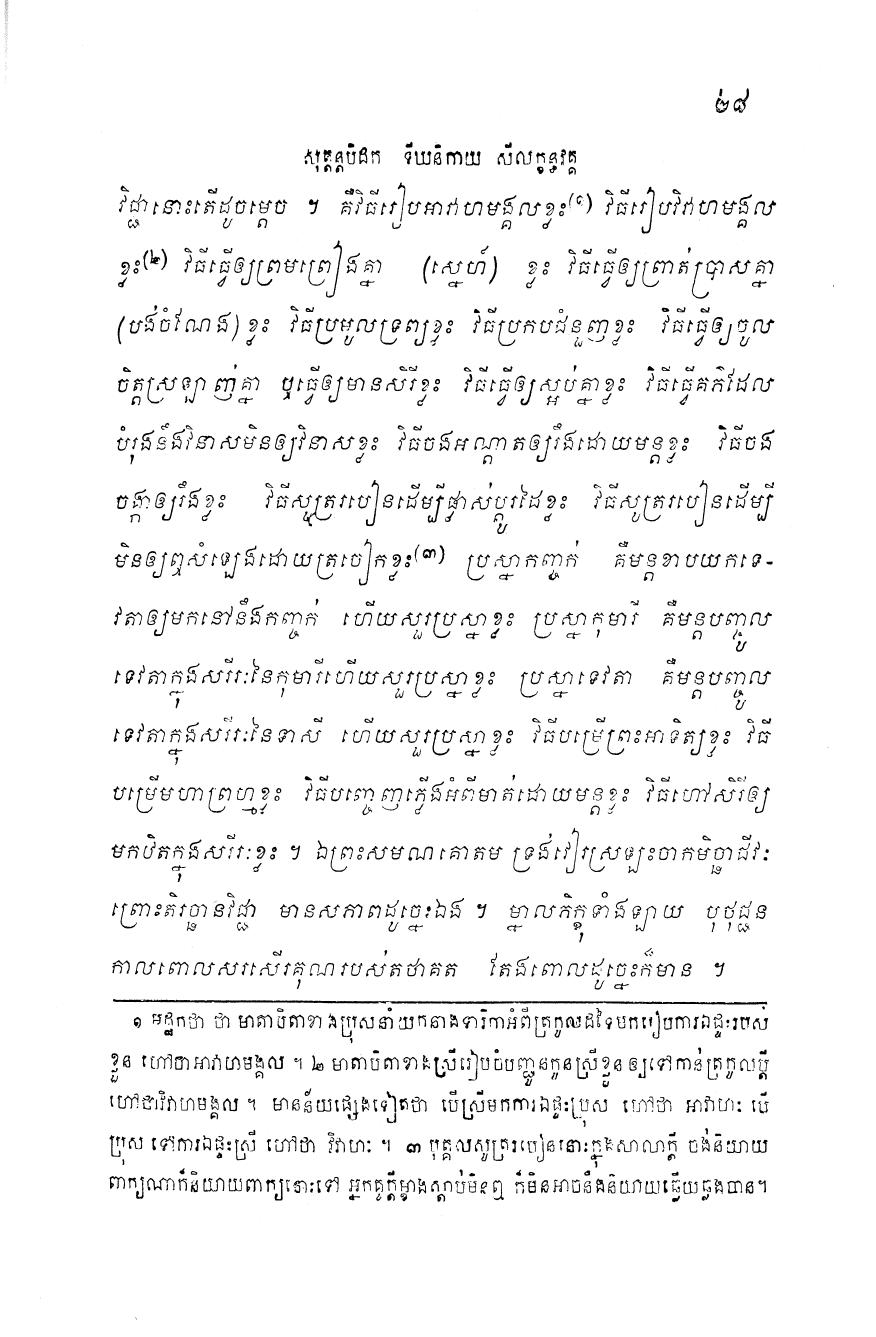 ២៨
សុត្តន្តបិដក ទីឃនិកាយ សីលក្ខន្ធវគ្គ
វិជ្ជានោះតើដូចម្តេច ។ គឺវិធីរៀបអាវាហមង្គលខ្លះ(១) វិធីរៀបវិវាហមង្គល
ខ្លះ(២) វិធីធ្វើឲ្យព្រមព្រៀងគ្នា (ស្នេហ៍) ខ្លះ វិធីធ្វើឲ្យព្រាត់ប្រាសគ្នា
(បង់ចំណែង) ខ្លះ វិធីប្រមូលទ្រព្យខ្លះ វិធីប្រកបជំនួញខ្លះ វិធីធ្វើឲ្យចូល
ចិត្តស្រឡាញ់គ្នា ឬធ្វើឲ្យមានសិរីខ្លះ វិធីធ្វើឲ្យស្អប់គ្នាខ្លះ វិធីធ្វើគភ៌ដែល
បំរុងនឹងវិនាសមិនឲ្យវិនាសខ្លះ វិធីចងអណ្តាតឲ្យរឹងដោយមន្តខ្លះ វិធីចង
ចង្កាឲ្យរឹងខ្លះ វិធីសូត្ររបៀនដើម្បីផ្លាស់ប្តូរដៃខ្លះ វិធីសូត្ររបៀនដើម្បី
មិនឲ្យឮសំឡេងដោយត្រចៀកខ្លះ(៣) ប្រស្នាកញ្ចក់ គឺមន្តខាបយកទេ-
វតាឲ្យមកនៅនឹងកញ្ចក់ ហើយសួរប្រស្នាខ្លះ ប្រស្នាកុមារី គឺមន្តបញ្ចូល
ទេវតាក្នុងសរីរៈនៃកុមារីហើយសួរប្រស្នាខ្លះ ប្រស្នាទេវតា គឺមន្តបញ្ចូល
ទេវតាក្នុងសរីរៈនៃទាសី ហើយសួរប្រស្នាខ្លះ វិធីបម្រើព្រះអាទិត្យខ្លះ វិធី
បម្រើមហាព្រហ្មខ្លះ វិធីបញ្ចេញភ្លើងអំពីមាត់ដោយមន្តខ្លះ វិធីហៅសិរីឲ្យ
មកឋិតក្នុងសរីរៈខ្លះ ។ ឯព្រះសមណគោតម ទ្រង់វៀរស្រឡះចាកមិច្ឆាជីវៈ
ព្រោះតិរច្ឆានវិជ្ជា មានសភាពដូច្នេះឯង ។ ម្នាលភិក្ខុទាំងឡាយ បុថុជ្ជន
កាលពោលសរសើរគុណរបស់តថាគត តែងពោលដូច្នេះក៏មាន ។
១ អដ្ឋកថា ថា មាតាបិតាខាងប្រុសនាំយកនាងទារិកាអំពីត្រកូលដទៃមករៀបការឯផ្ទះរបស់
ខ្លួន ហៅថាអាវាហមង្គល ។ ២ មាតាបិតាខាងស្រីរៀបចំបញ្ជូនកូនស្រីខ្លួនឲ្យទៅកាន់ត្រកូលប្តី
ហៅថាវិវាហមង្គល ។ មានន័យផ្សេងទៀតថា បើស្រីមកការឯផ្ទះប្រុស ហៅថា អាវាហៈ បើ
ប្រុស ទៅការឯផ្ទះស្រី ហៅថា វិវាហៈ ។ ៣ បុគ្គលសូត្ររបៀននោះក្នុងសាលាក្តី ចង់និយាយ
ពាក្យណាក៏និយាយពាក្យនោះទៅ អ្នកគូក្តីម្ខាងស្តាប់មិនឮ ក៏មិនអាចនឹងនិយាយឆ្លើយឆ្លងបាន។